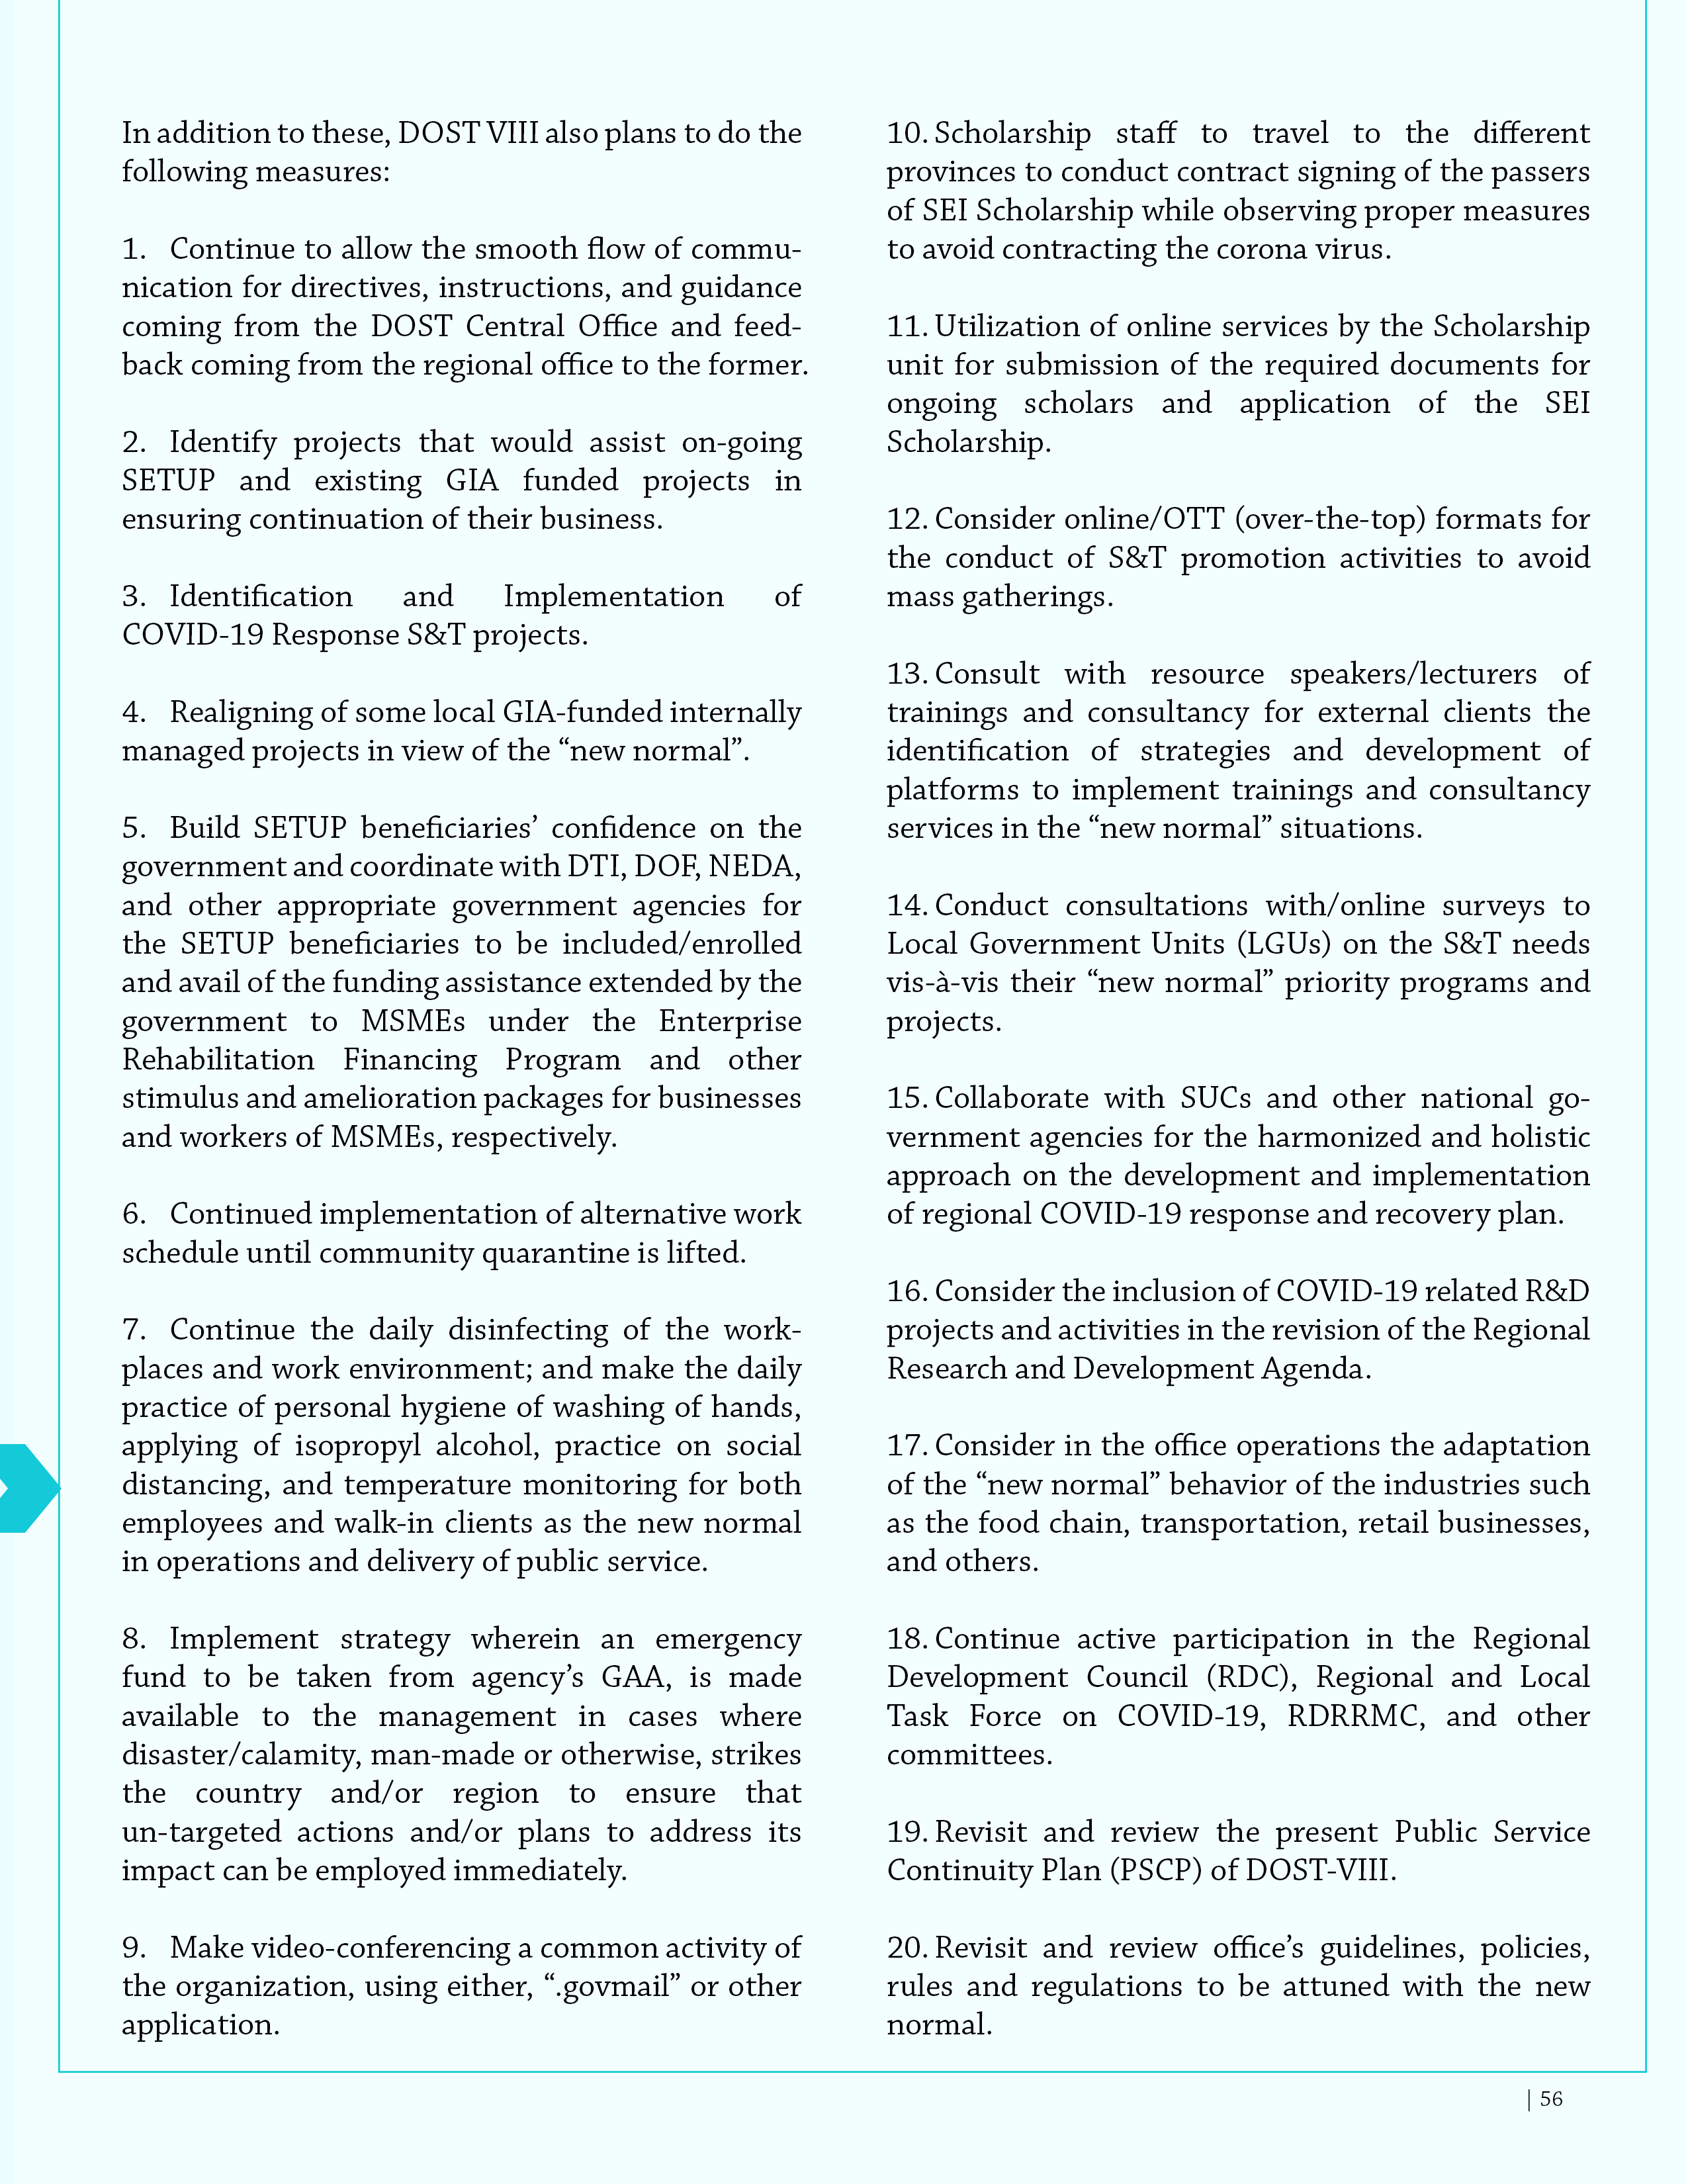 In addition to these, DOST VIII also plans to do the
following measures:
1. Continue to allow the smooth flow of commu-
nication for directives, instructions, and guidance
coming from the DOST Central Office and feed-
back coming from the regional office to the former.
2. Identify projects that would assist on-going
SETUP and existing GIA funded projects in
ensuring continuation of their business.
3. Identification and Implementation of
COVID-19 Response S&T projects.
4. Realigning of some local GIA-funded internally
managed projects in view of the “new normal”.
5. Build SETUP beneficiaries’ confidence on the
government and coordinate with DTI, DOF, NEDA,
and other appropriate government agencies for
the SETUP beneficiaries to be included/enrolled
and avail of the funding assistance extended by the
government to MSMEs under the Enterprise
Rehabilitation Financing Program and other
stimulus and amelioration packages for businesses
and workers of MSMEs, respectively.
6. Continued implementation of alternative work
schedule until community quarantine is lifted.
7. Continue the daily disinfecting of the work-
places and work environment; and make the daily
practice of personal hygiene of washing of hands,
applying of isopropyl alcohol, practice on social
distancing, and temperature monitoring for both
employees and walk-in clients as the new normal
in operations and delivery of public service.
8. Implement strategy wherein an emergency
fund to be taken from agency’s GAA, is made
available to the management in cases where
disaster/calamity, man-made or otherwise, strikes
the country and/or region to ensure that
un-targeted actions and/or plans to address its
impact can be employed immediately.
9. Make video-conferencing a common activity of
the organization, using either, “.govmail” or other
application.
10. Scholarship staff to travel to the different
provinces to conduct contract signing of the passers
of SEI Scholarship while observing proper measures
to avoid contracting the corona virus.
11. Utilization of online services by the Scholarship
unit for submission of the required documents for
ongoing scholars and application of the SEI
Scholarship.
12. Consider online/OTT (over-the-top) formats for
the conduct of S&T promotion activities to avoid
mass gatherings.
13. Consult with resource speakers/lecturers of
trainings and consultancy for external clients the
identification of strategies and development of
platforms to implement trainings and consultancy
services in the “new normal” situations.
14. Conduct consultations with/online surveys to
Local Government Units (LGUs) on the S&T needs
vis-à-vis their “new normal” priority programs and
projects.
15. Collaborate with SUCs and other national go-
vernment agencies for the harmonized and holistic
approach on the development and implementation
of regional COVID-19 response and recovery plan.
16. Consider the inclusion of COVID-19 related R&D
projects and activities in the revision of the Regional
Research and Development Agenda.
17. Consider in the office operations the adaptation
of the “new normal” behavior of the industries such
as the food chain, transportation, retail businesses,
and others.
18. Continue active participation in the Regional
Development Council (RDC), Regional and Local
Task Force on COVID-19, RDRRMC, and other
committees.
19. Revisit and review the present Public Service
Continuity Plan (PSCP) of DOST-VIII.
20. Revisit and review office’s guidelines, policies,
rules and regulations to be attuned with the new
normal.
| 56